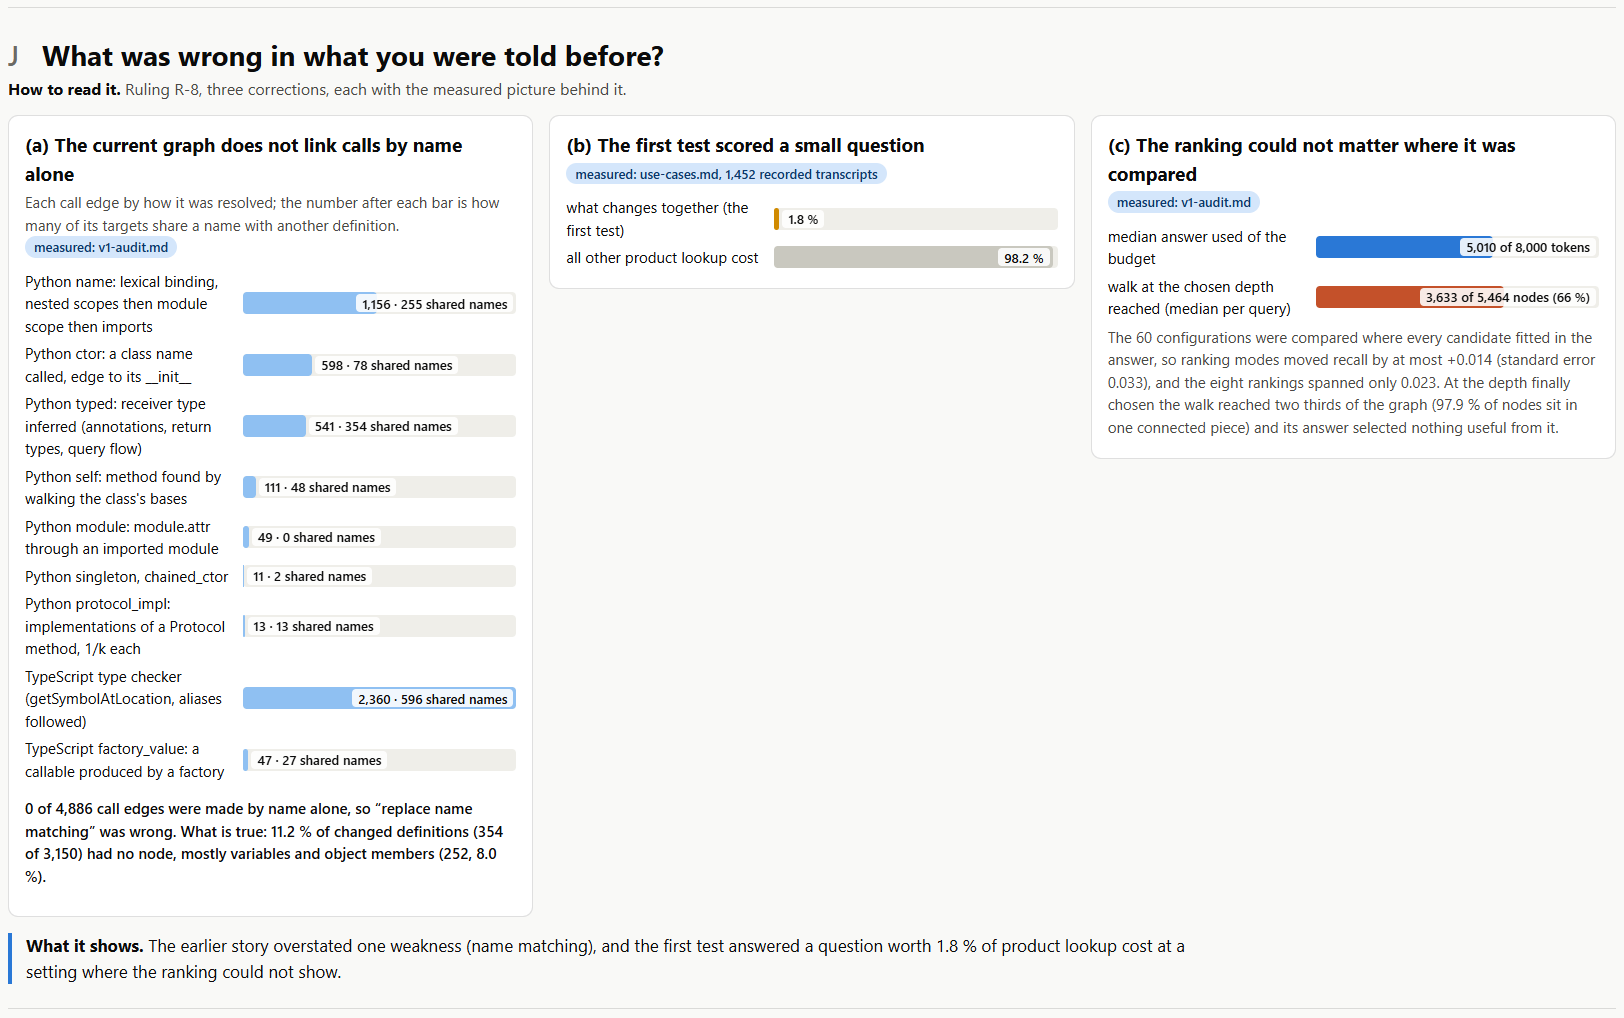 J What was wrong in what you were told before?
How to read it. Ruling R-8, three corrections, each with the measured picture behind it.
(a) The current graph does not link calls by name
alone
Each call edge by how it was resolved; the number after each bar is how
many of its targets share a name with another definition.
measured: v1-audit.md
Python name: lexical binding,
nested scopes then module
scope then imports
1,156 · 255 shared names
Python ctor: a class name
called, edge to its __init__
598 · 78 shared names
Python typed: receiver type
inferred (annotations, return
types, query flow)
541 · 354 shared names
Python self: method found by
walking the class's bases
111 · 48 shared names
Python module: module.attr
through an imported module
49 · 0 shared names
Python singleton, chained_ctor
11 · 2 shared names
Python protocol_impl:
implementations of a Protocol
method, 1/k each
13 · 13 shared names
TypeScript type checker
(getSymbolAtLocation, aliases
followed)
2,360 · 596 shared names
TypeScript factory_value: a
callable produced by a factory
47 · 27 shared names
0 of 4,886 call edges were made by name alone, so “replace name
matching” was wrong. What is true: 11.2 % of changed definitions (354
of 3,150) had no node, mostly variables and object members (252, 8.0
%).
(b) The first test scored a small question
measured: use-cases.md, 1,452 recorded transcripts
what changes together (the
first test)
1.8 %
all other product lookup cost
98.2 %
(c) The ranking could not matter where it was
compared
measured: v1-audit.md
median answer used of the
budget
5,010 of 8,000 tokens
walk at the chosen depth
reached (median per query)
3,633 of 5,464 nodes (66 %)
The 60 configurations were compared where every candidate fitted in the
answer, so ranking modes moved recall by at most +0.014 (standard error
0.033), and the eight rankings spanned only 0.023. At the depth finally
chosen the walk reached two thirds of the graph (97.9 % of nodes sit in
one connected piece) and its answer selected nothing useful from it.
What it shows. The earlier story overstated one weakness (name matching), and the first test answered a question worth 1.8 % of product lookup cost at a
setting where the ranking could not show.